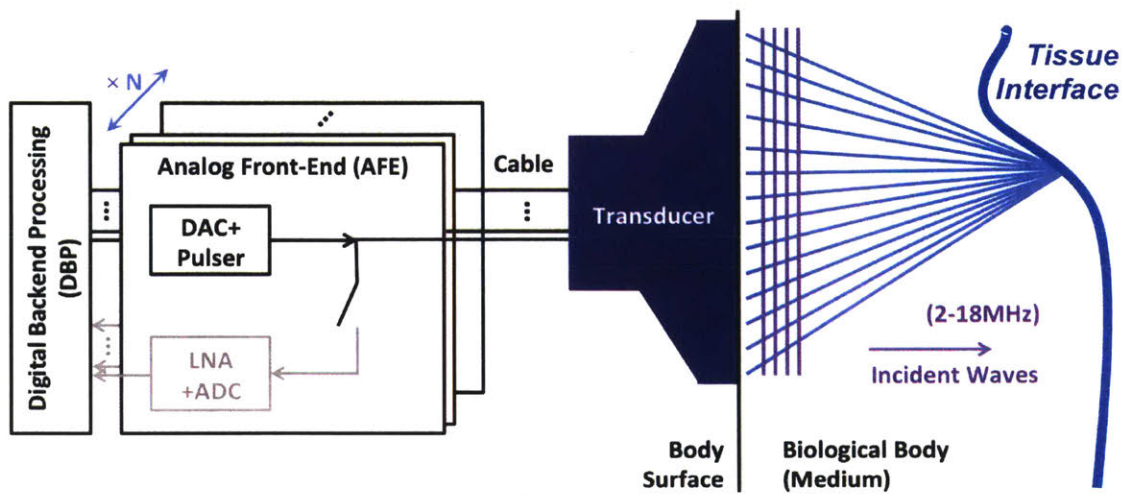 × N
Digital Backend Processing
(DBP)
...
Analog Front-End (AFE)
DAC+
Pulser
LNA
+ADC
...
...
Cable
...
Transducer
Tissue
Interface
(2-18MHz)
Incident Waves
Body
Surface
Biological Body
(Medium)